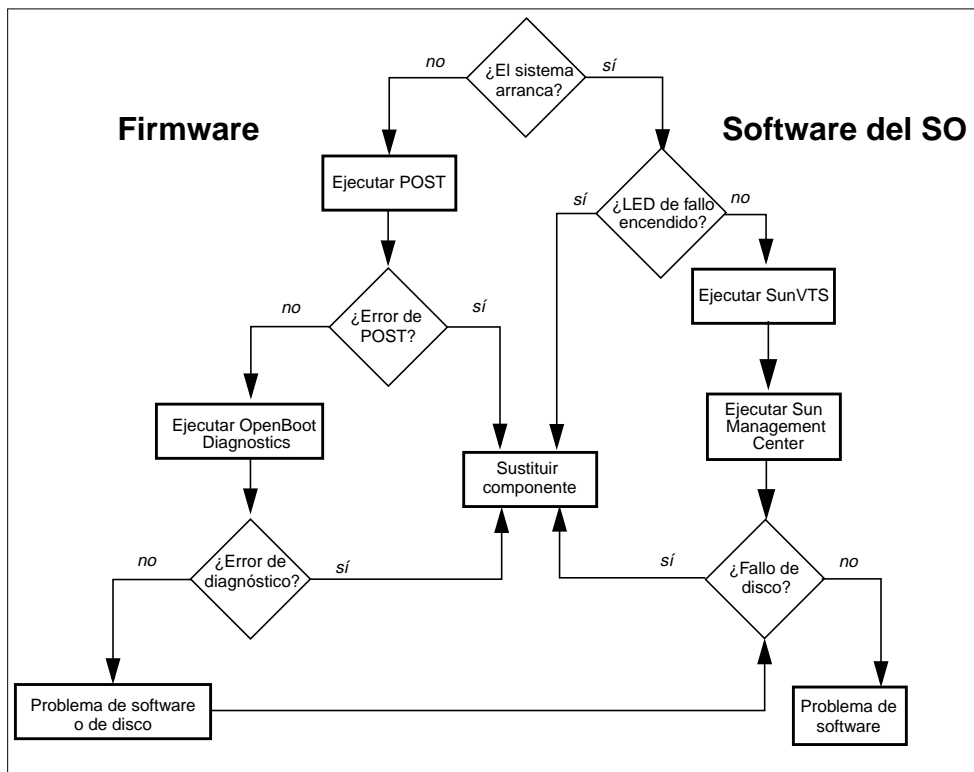 ¿El sistema
arranca?
no
sí
Firmware
Software del SO
Ejecutar POST
¿LED de fallo
encendido?
sí
no
Ejecutar SunVTS
¿Error de
POST?
no
sí
Ejecutar OpenBoot
Diagnostics
Ejecutar Sun
Management
Center
Sustituir
componente
¿Error de
diagnóstico?
no
sí
¿Fallo de
disco?
sí
no
Problema de software
o de disco
Problema de
software